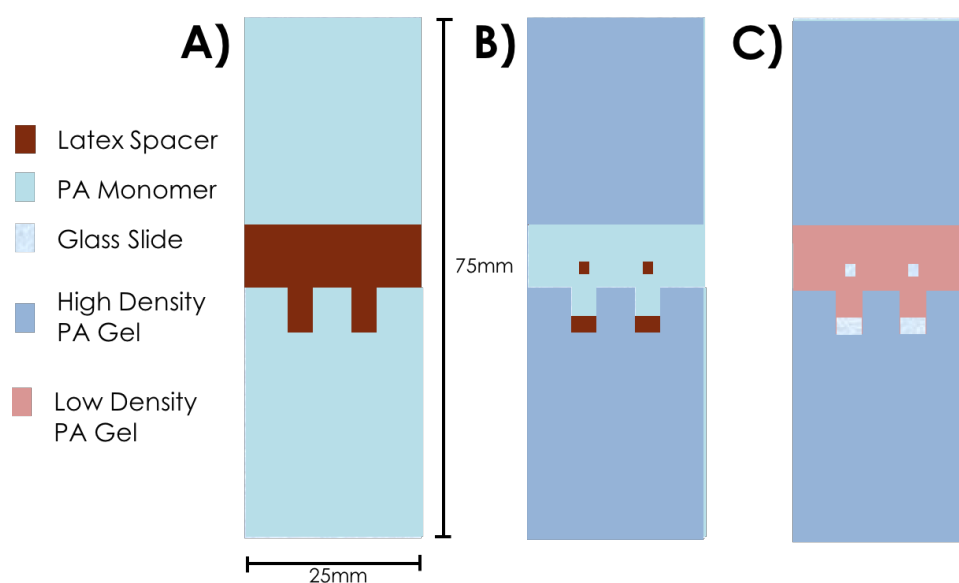 A)
B)
C)
Latex Spacer
PA Monomer
Glass Slide
High Density
PA Gel
Low Density
PA Gel
75mm
25mm